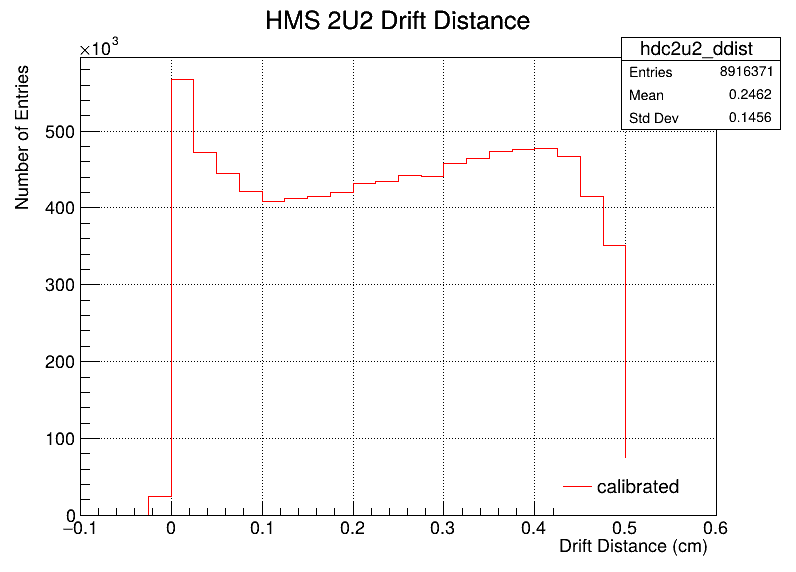 HMS 2U2 Drift Distance
×10³
hdc2u2_ddist
Entries 8916371
Mean 0.2462
Std Dev 0.1456
Number of Entries
500
400
300
200
100
0
−0.1 0 0.1 0.2 0.3 0.4 0.5 0.6
calibrated
Drift Distance (cm)